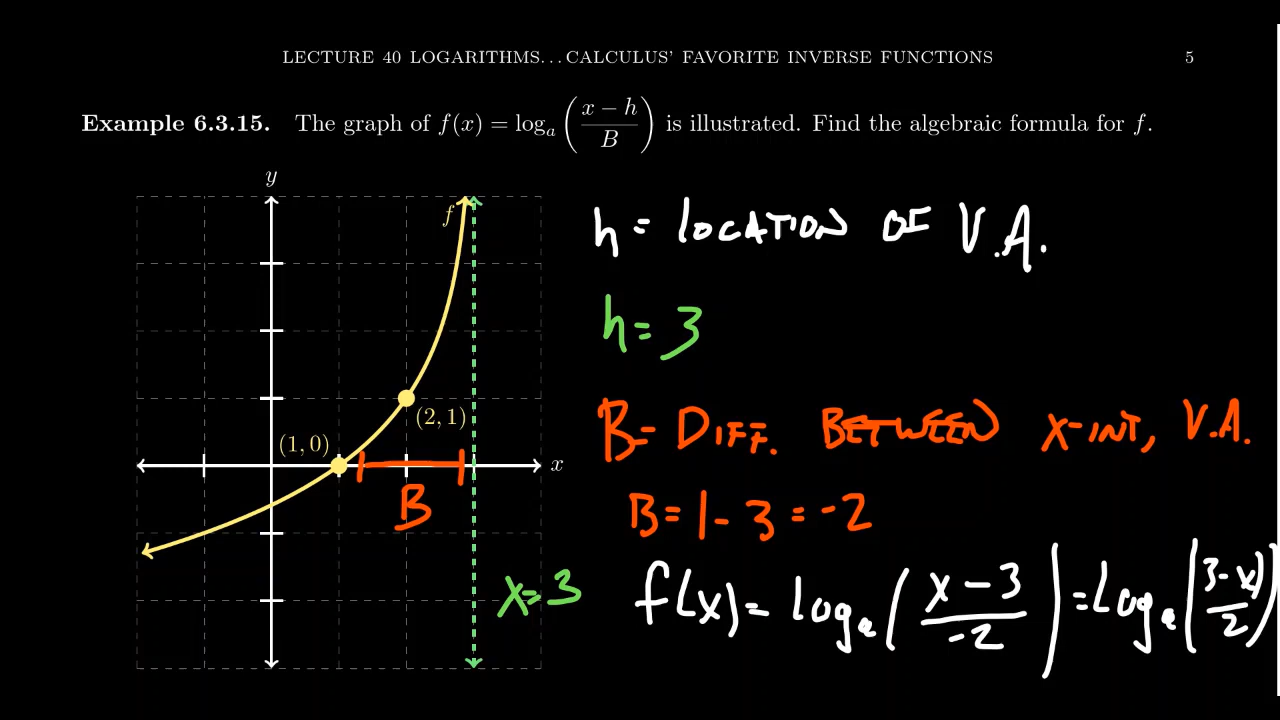 LECTURE 40 LOGARITHMS...CALCULUS' FAVORITE INVERSE FUNCTIONS 5
Example 6.3.15. The graph of f(x) = log_a((x − h)/B) is illustrated. Find the algebraic formula for f.
y
f
(2, 1)
(1, 0)
x
B
x=3
h = LOCATION OF V.A.
h = 3
B= DIFF. BETWEEN X-INT, V.A.
B = 1 - 3 = -2
f(x) = log_a((x - 3)/-2) = log_a((3-x)/2)